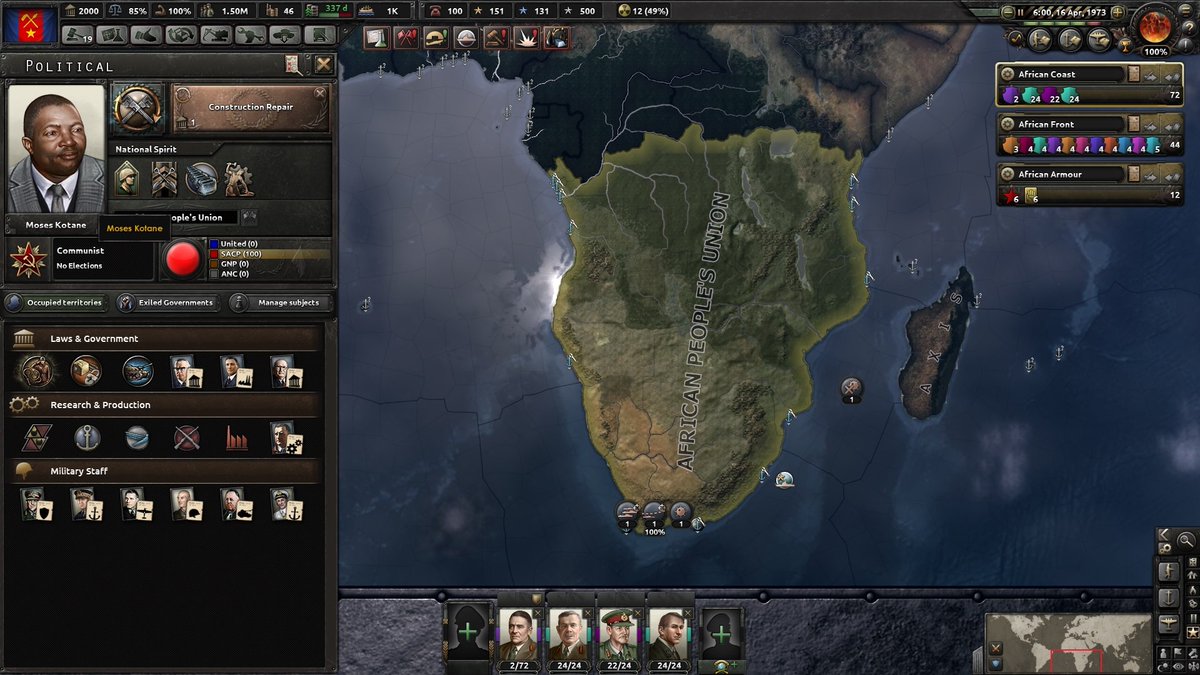 2000 85% 100% 1.50M 46 337 d 1K 100 151 131 500 12 (49%)
6:00, 16 Apr, 1973
19
100%
POLITICAL
Construction Repair
1
National Spirit
Moses Kotane
ople's Union
Moses Kotane
Communist
No Elections
United (0)
SACP (100)
GNP (0)
ANC (0)
Occupied territories
Exiled Governments
Manage subjects
Laws & Government
Research & Production
Military Staff
African Coast
2 24 22 24 72
African Front
3 4 4 4 4 4 4 4 4 4 5 44
African Armour
6 6 12
AFRICAN PEOPLE'S UNION
AXIS
1
1 1 1
100%
2/72 24/24 22/24 24/24